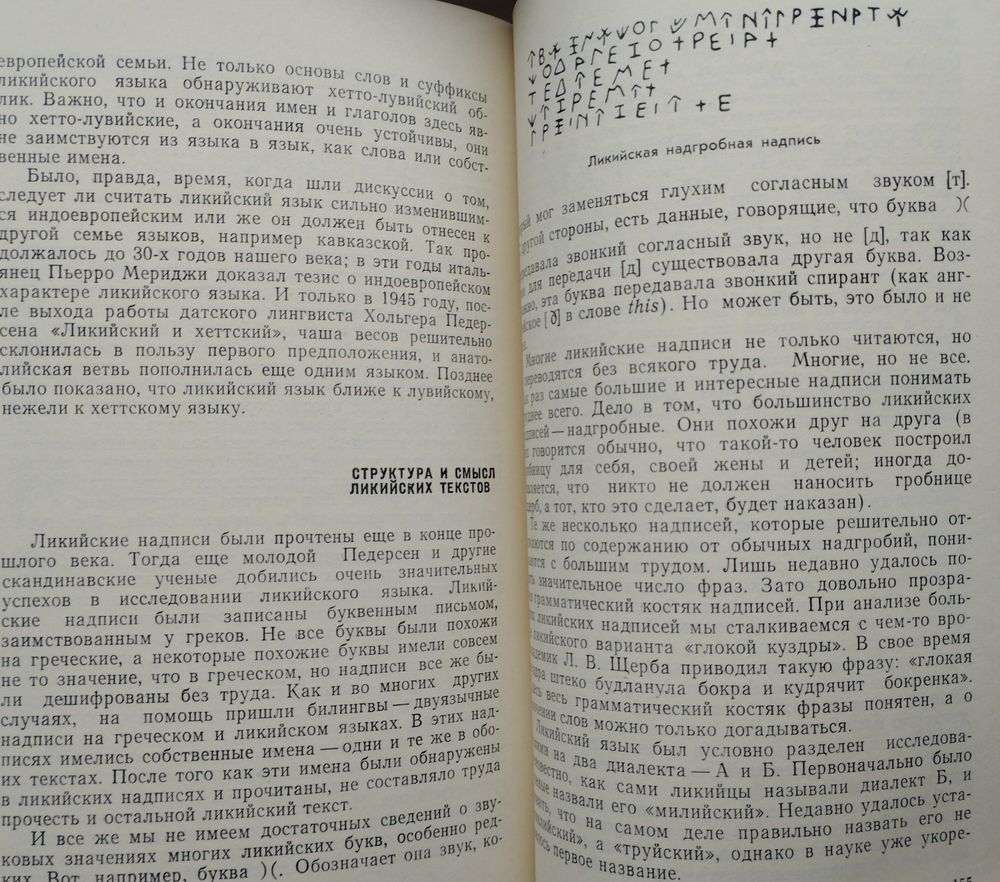 европейской семьи. Не только основы слов и суффиксы
ликийского языка обнаруживают хетто-лувийский об-
лик. Важно, что и окончания имен и глаголов здесь яв-
но хетто-лувийские, а окончания очень устойчивы, они
не заимствуются из языка в язык, как слова или собст-
венные имена.
Было, правда, время, когда шли дискуссии о том,
следует ли считать ликийский язык сильно изменившим-
ся индоевропейским или же он должен быть отнесен к
другой семье языков, например кавказской. Так про-
должалось до 30-х годов нашего века; в эти годы италь-
янец Пьерро Мериджи доказал тезис о индоевропейском
характере ликийского языка. И только в 1945 году, пос-
ле выхода работы датского лингвиста Хольгера Педер-
сена «Ликийский и хеттский», чаша весов решительно
склонилась в пользу первого предположения, и анато-
лийская ветвь пополнилась еще одним языком. Позднее
было показано, что ликийский язык ближе к лувийскому,
нежели к хеттскому языку.
СТРУКТУРА И СМЫСЛ
ЛИКИЙСКИХ ТЕКСТОВ
Ликийские надписи были прочтены еще в конце про-
шлого века. Тогда еще молодой Педерсен и другие
скандинавские ученые добились очень значительных
успехов в исследовании ликийского языка. Ликий-
ские надписи были записаны буквенным письмом,
заимствованным у греков. Не все буквы были похожи
на греческие, а некоторые похожие буквы имели совсем
не то значение, что в греческом, но надписи все же бы-
ли дешифрованы без труда. Как и во многих других
случаях, на помощь пришли билингвы — двуязычные
надписи на греческом и ликийском языках. В этих над-
писях имелись собственные имена — одни и те же в обо-
их текстах. После того как эти имена были обнаружены
в ликийских надписях и прочитаны, не составляло труда
прочесть и остальной ликийский текст.
И все же мы не имеем достаточных сведений о зву-
ковых значениях многих ликийских букв, особенно ред-
ких. Вот, например, буква )(. Обозначает она звук, ко-
Ликийская надгробная надпись
мог заменяться глухим согласным звуком [т].
другой стороны, есть данные, говорящие, что буква )(
звонкий согласный звук, но не [д], так как
для передачи [д] существовала другая буква. Воз-
эта буква передавала звонкий спирант (как анг-
[ð] в слове this). Но может быть, это было и не
Многие ликийские надписи не только читаются, но
переводятся без всякого труда. Многие, но не все.
раз самые большие и интересные надписи понимать
всего. Дело в том, что большинство ликийских
— надгробные. Они похожи друг на друга (в
говорится обычно, что такой-то человек построил
для себя, своей жены и детей; иногда до-
что никто не должен наносить гробнице
а тот, кто это сделает, будет наказан).
Те же несколько надписей, которые решительно от-
по содержанию от обычных надгробий, пони-
с большим трудом. Лишь недавно удалось по-
значительное число фраз. Зато довольно прозра-
грамматический костяк надписей. При анализе боль-
ликийских надписей мы сталкиваемся с чем-то вро-
ликийского варианта «глокой куздры». В свое время
Л. В. Щерба приводил такую фразу: «глокая
штеко будланула бокра и кудрячит бокренка».
весь грамматический костяк фразы понятен, а о
слов можно только догадываться.
Ликийский язык был условно разделен исследова-
на два диалекта — А и Б. Первоначально было
как сами ликийцы называли диалект Б, и
назвали его «милийский». Недавно удалось уста-
что на самом деле правильно назвать его не
а «труйский», однако в науке уже укоре-
первое название.